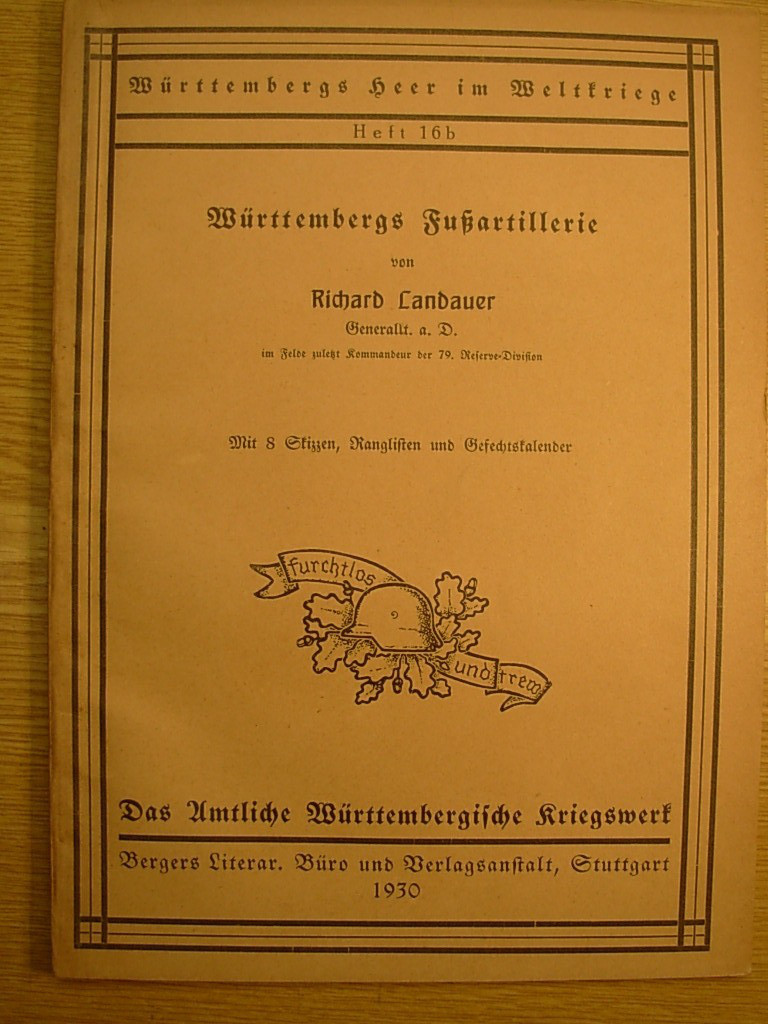 Württembergs Heer im Weltkriege
Heft 16b
Württembergs Fußartillerie
von
Richard Landauer
Generallt. a. D.
im Felde zuletzt Kommandeur der 79. Reserve-Division
Mit 8 Skizzen, Ranglisten und Gefechtskalender
furchtlos
und trew
Das Amtliche Württembergische Kriegswerk
Bergers Literar. Büro und Verlagsanstalt, Stuttgart
1930